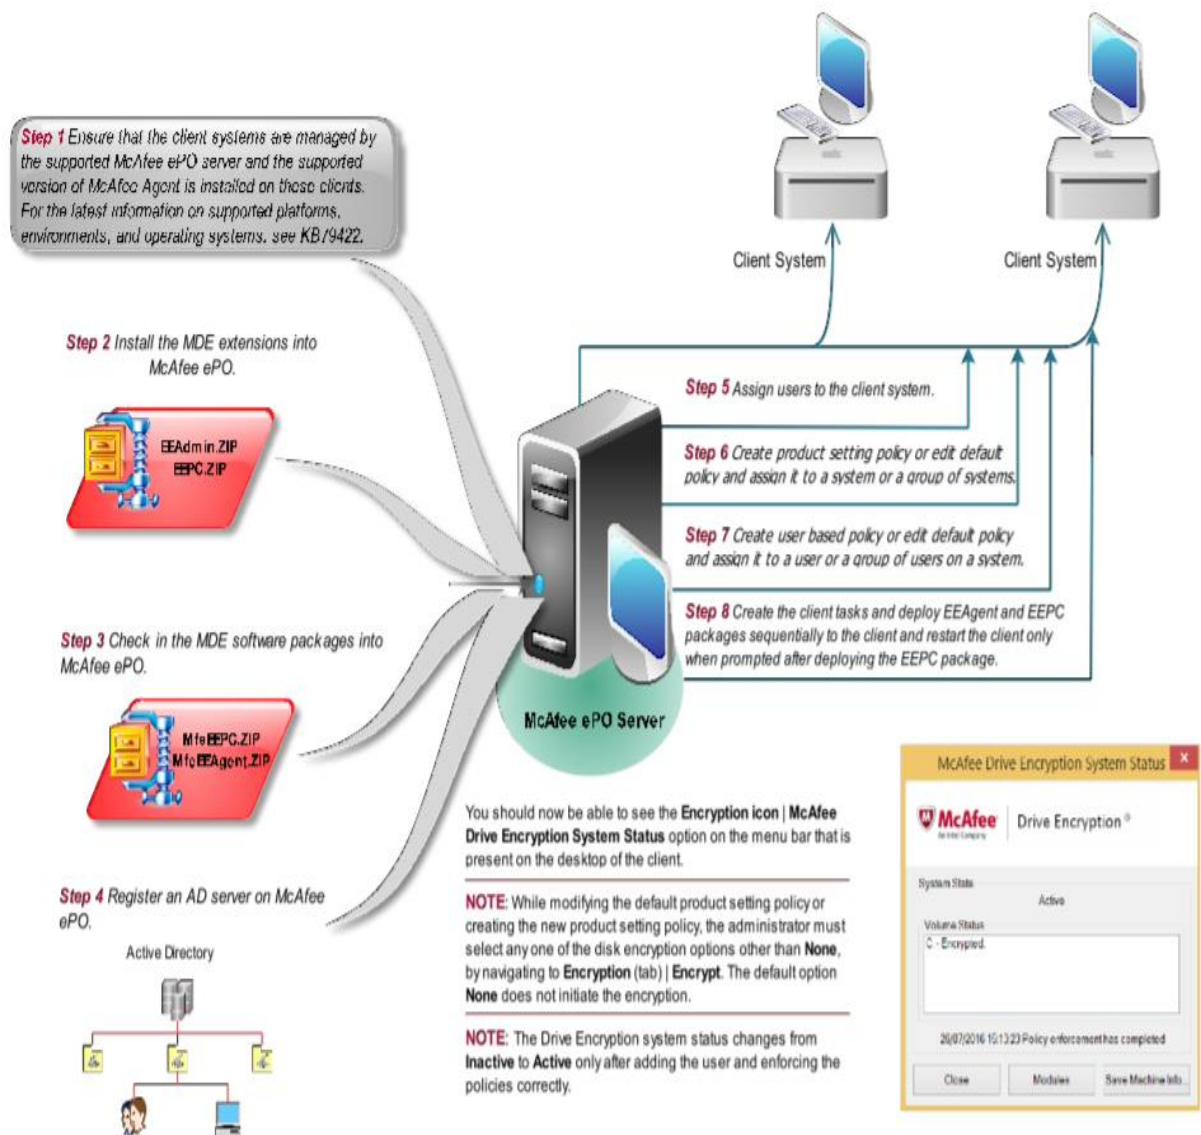 Step 1 Ensure that the client systems are managed by
the supported McAfee ePO server and the supported
version of McAfee Agent is installed on these clients.
For the latest information on supported platforms,
environments, and operating systems, see KB79422.
Client System
Client System
Step 2 Install the MDE extensions into
McAfee ePO.
EEAdmin.ZIP
EEPC.ZIP
Step 3 Check in the MDE software packages into
McAfee ePO.
MfeEEPC.ZIP
MfeEEAgent.ZIP
Step 4 Register an AD server on McAfee
ePO.
Active Directory
McAfee ePO Server
Step 5 Assign users to the client system.
Step 6 Create product setting policy or edit default
policy and assign it to a system or a group of systems.
Step 7 Create user based policy or edit default policy
and assign it to a user or a group of users on a system.
Step 8 Create the client tasks and deploy EEAgent and EEPC
packages sequentially to the client and restart the client only
when prompted after deploying the EEPC package.
You should now be able to see the Encryption icon | McAfee
Drive Encryption System Status option on the menu bar that is
present on the desktop of the client.
NOTE: While modifying the default product setting policy or
creating the new product setting policy, the administrator must
select any one of the disk encryption options other than None,
by navigating to Encryption (tab) | Encrypt. The default option
None does not initiate the encryption.
NOTE: The Drive Encryption system status changes from
Inactive to Active only after adding the user and enforcing the
policies correctly.
McAfee Drive Encryption System Status
McAfee
An Intel Company
Drive Encryption ®
System State
Active
Volume Status
C: - Encrypted.
26/07/2016 15:13:23 Policy enforcement has completed
Close
Modules
Save Machine Info...